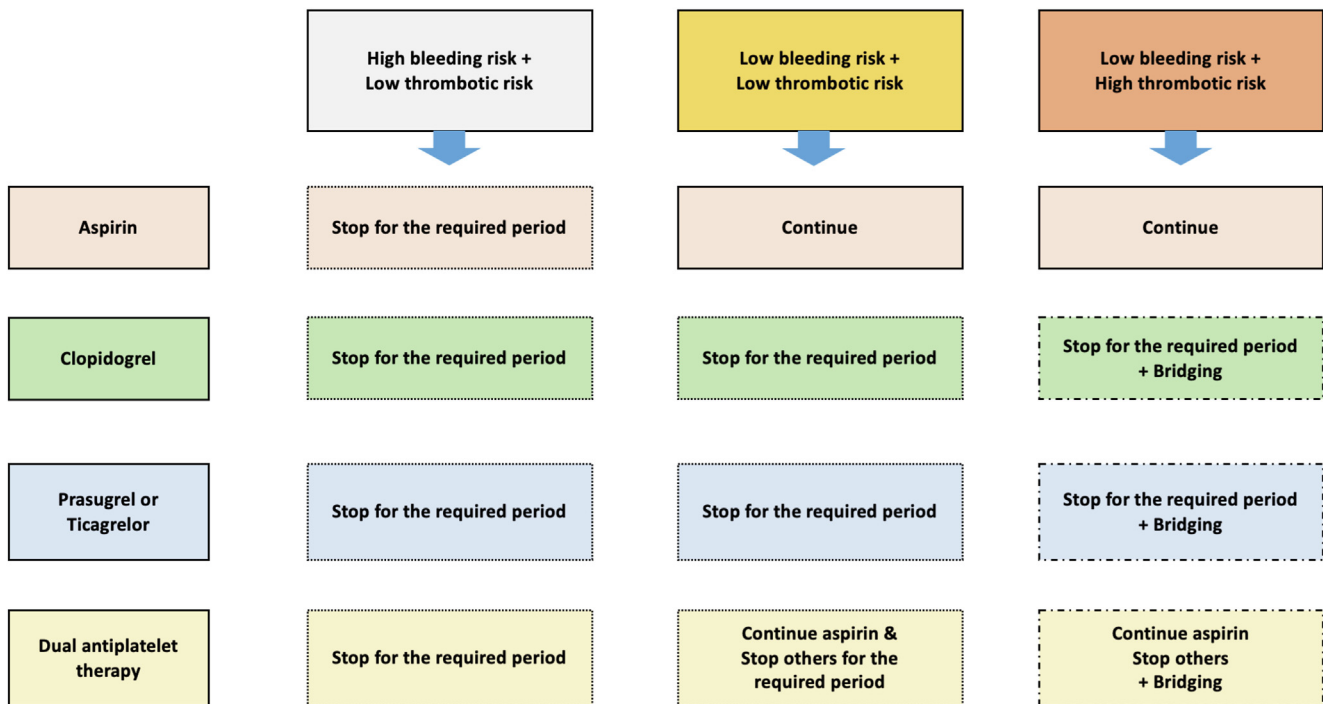 High bleeding risk +
Low thrombotic risk
Low bleeding risk +
Low thrombotic risk
Low bleeding risk +
High thrombotic risk
Aspirin
Stop for the required period
Continue
Continue
Clopidogrel
Stop for the required period
Stop for the required period
Stop for the required period
+ Bridging
Prasugrel or
Ticagrelor
Stop for the required period
Stop for the required period
Stop for the required period
+ Bridging
Dual antiplatelet
therapy
Stop for the required period
Continue aspirin &
Stop others for the
required period
Continue aspirin
Stop others
+ Bridging